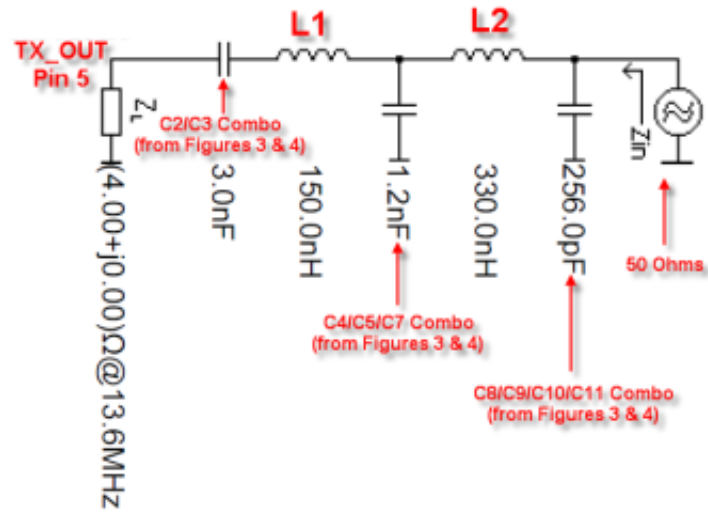 TX_OUT
Pin 5
L1
L2
Z_L
C2/C3 Combo
(from Figures 3 & 4)
Zin
(4.00+j0.00)Ω@13.6MHz
3.0nF
150.0nH
1.2nF
330.0nH
256.0pF
50 Ohms
C4/C5/C7 Combo
(from Figures 3 & 4)
C8/C9/C10/C11 Combo
(from Figures 3 & 4)